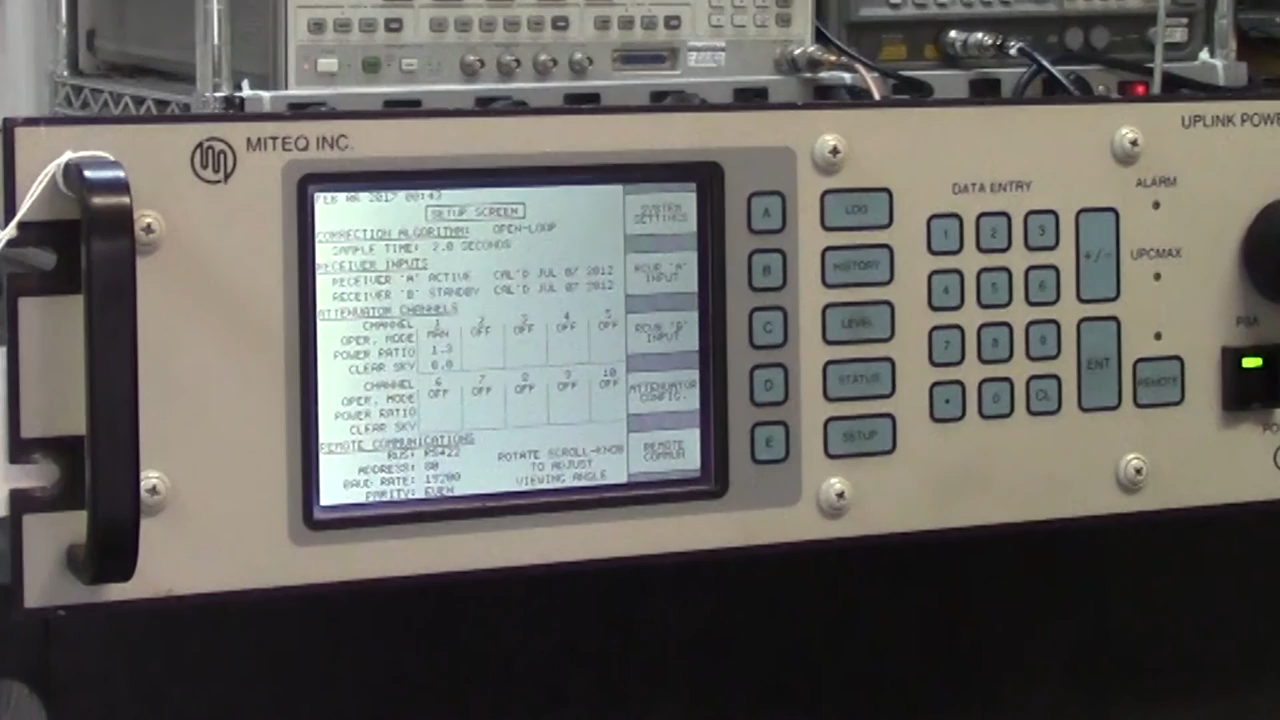 MITEQ INC.
UPLINK POWE
FEB 06 2017 00:43
SETUP SCREEN
CORRECTION ALGORITHM: OPEN-LOOP
SAMPLE TIME: 2.0 SECONDS
RECEIVER INPUTS
RECEIVER "A" ACTIVE CAL'D JUL 07 2012
RECEIVER "B" STANDBY CAL'D JUL 07 2012
ATTENUATOR CHANNELS
CHANNEL 1 2 3 4 5
OPER. MODE MAN OFF OFF OFF OFF
POWER RATIO 1.3
CLEAR SKY 0.0
CHANNEL 6 7 8 9 10
OPER. MODE OFF OFF OFF OFF OFF
POWER RATIO
CLEAR SKY
REMOTE COMMUNICATIONS
BUS: RS422
ADDRESS: 80
BAUD RATE: 19200
PARITY: EVEN
ROTATE SCROLL-KNOB
TO ADJUST
VIEWING ANGLE
SYSTEM
SETTINGS
RCVR "A"
INPUT
RCVR "B"
INPUT
ATTENUATOR
CONFIG.
REMOTE
COMMUN
A
B
C
D
E
LOG
HISTORY
LEVEL
STATUS
SETUP
DATA ENTRY
1 2 3 +/-
4 5 6
7 8 9 ENT
• 0 CL
ALARM
UPCMAX
REMOTE
PSA